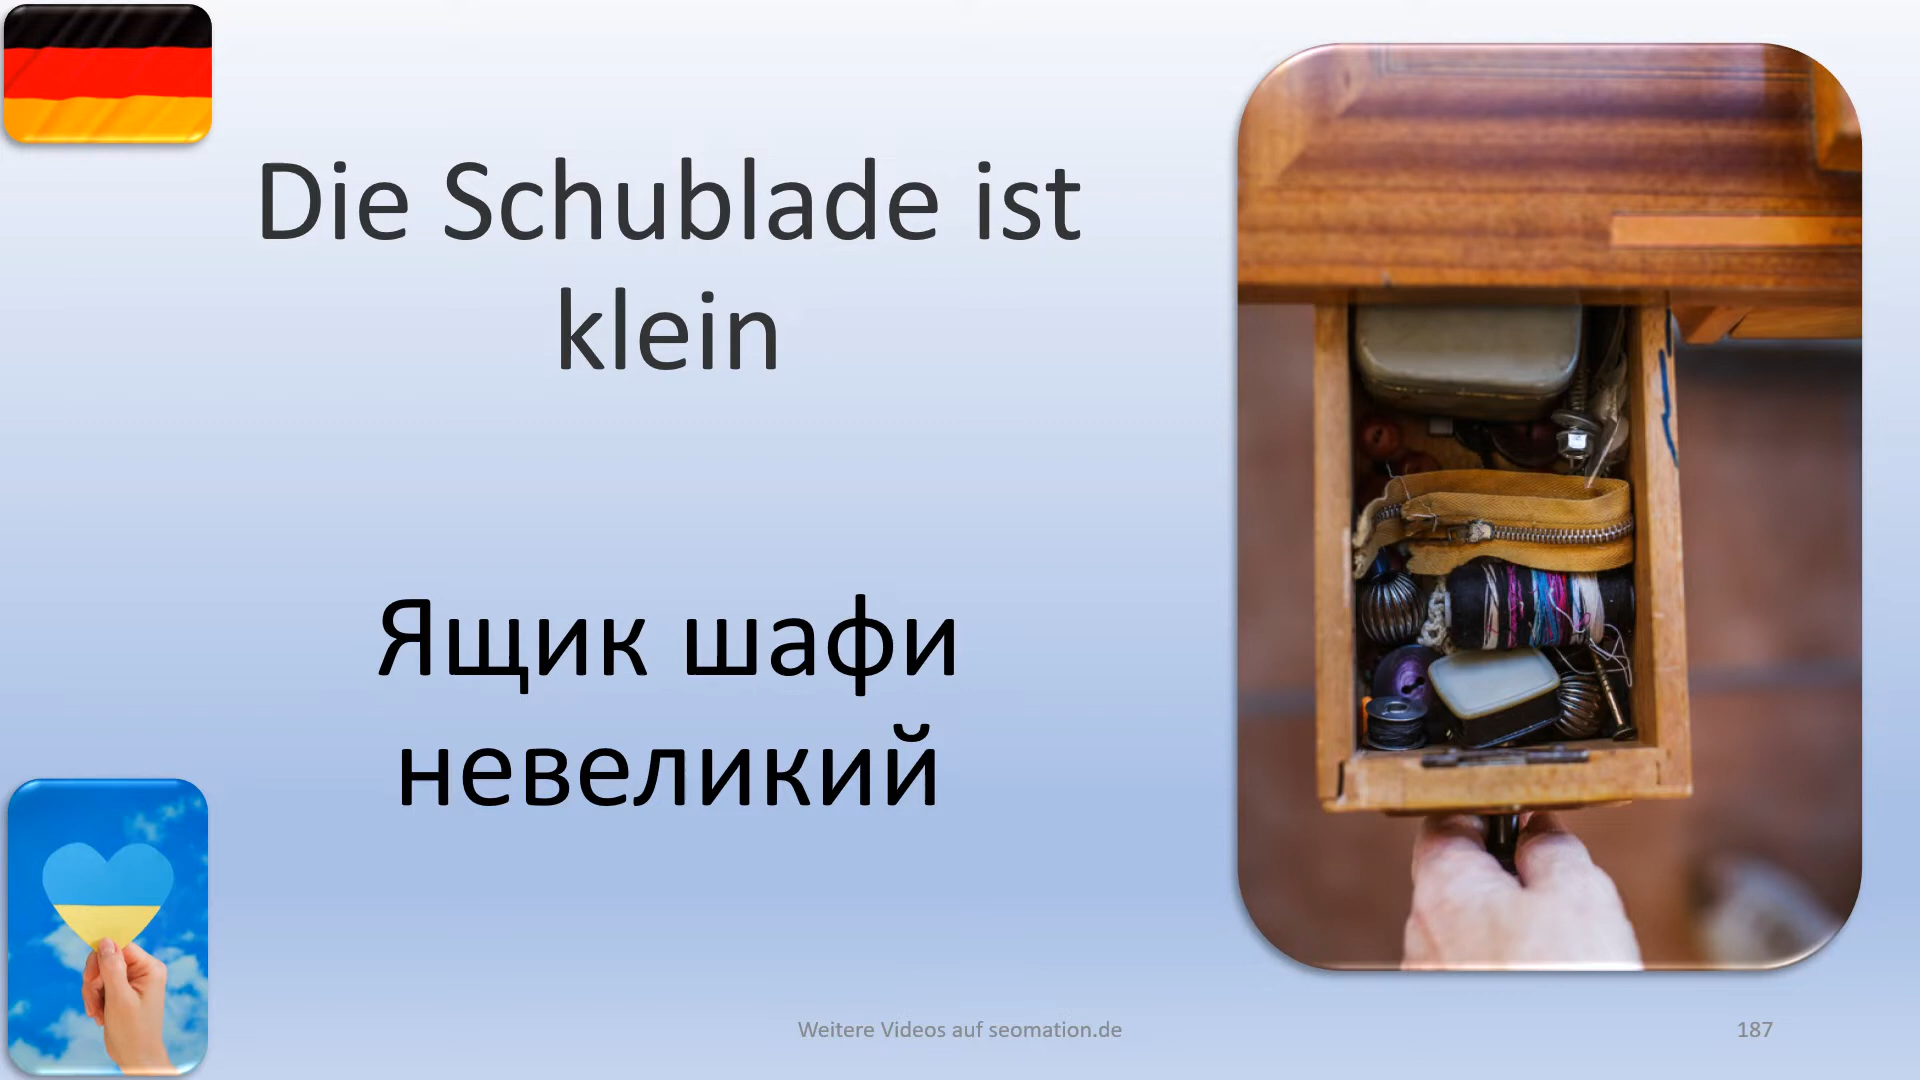 Die Schublade ist
klein
Ящик шафи
невеликий
Weitere Videos auf seomation.de
187